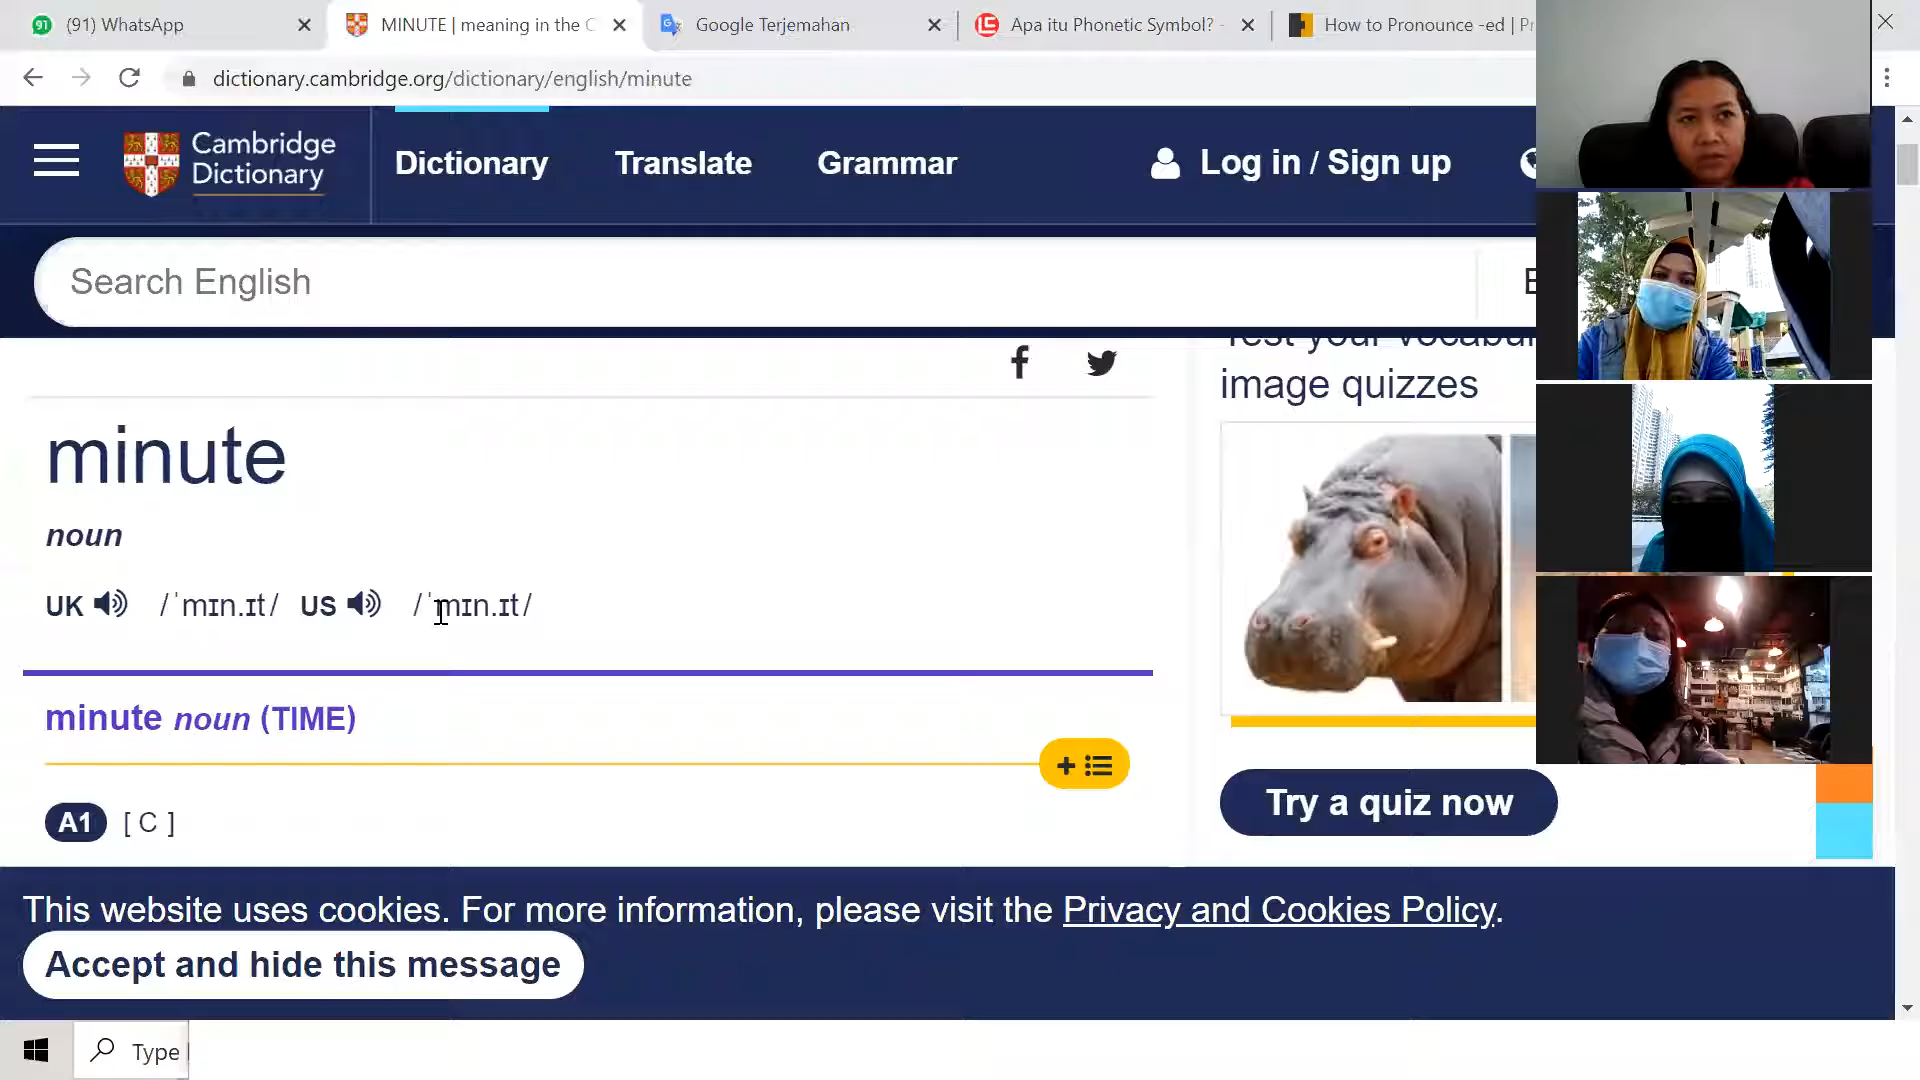 (91) WhatsApp
MINUTE | meaning in the C
Google Terjemahan
Apa itu Phonetic Symbol? -
How to Pronounce -ed | Pr
dictionary.cambridge.org/dictionary/english/minute
Cambridge
Dictionary
Dictionary
Translate
Grammar
Log in / Sign up
Search English
E
Test your vocabul
image quizzes
minute
noun
UK /ˈmɪn.ɪt/ US /ˈmɪn.ɪt/
minute noun (TIME)
+
A1 [ C ]
Try a quiz now
This website uses cookies. For more information, please visit the Privacy and Cookies Policy.
Accept and hide this message
Type